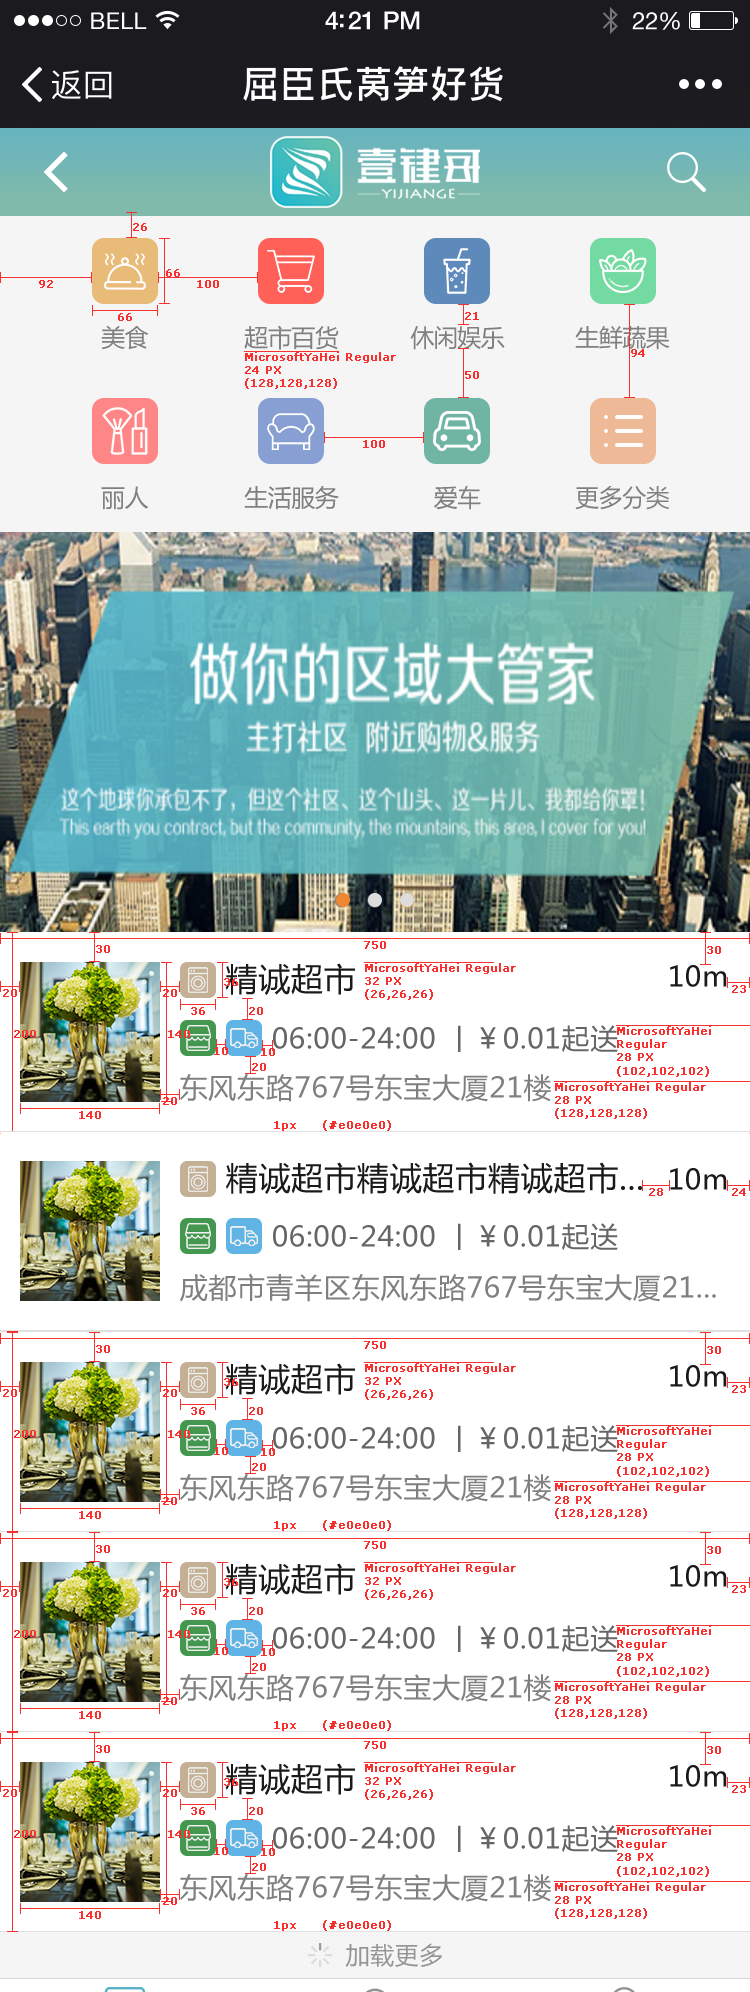 BELL 4:21 PM 22%
返回 屈臣氏莴笋好货
YIJIANGE
26
92 66 100
66
美食 超市百货 休闲娱乐 生鲜蔬果
21
MicrosoftYaHei Regular
24 PX
(128,128,128)
50
94
100
丽人 生活服务 爱车 更多分类
做你的区域大管家
主打社区 附近购物&服务
这个地球你承包不了，但这个社区、这个山头、这一片儿、我都给你罩!
This earth you contract, but the community, the mountains, this area, I cover for you!
750
30 30
精诚超市 10m
MicrosoftYaHei Regular
32 PX
(26,26,26)
20 36 23
36 20
200 140 10 10
06:00-24:00 | ¥0.01起送
MicrosoftYaHei
Regular
28 PX
(102,102,102)
20
东风东路767号东宝大厦21楼
MicrosoftYaHei Regular
28 PX
(128,128,128)
140 20
1px (#e0e0e0)
精诚超市精诚超市精诚超市... 10m
28 24
06:00-24:00 | ¥0.01起送
成都市青羊区东风东路767号东宝大厦21...
750
30 30
精诚超市 10m
MicrosoftYaHei Regular
32 PX
(26,26,26)
20 36 23
36 20
200 140 10 10
06:00-24:00 | ¥0.01起送
MicrosoftYaHei
Regular
28 PX
(102,102,102)
20
东风东路767号东宝大厦21楼
MicrosoftYaHei Regular
28 PX
(128,128,128)
140 20
1px (#e0e0e0)
750
30 30
精诚超市 10m
MicrosoftYaHei Regular
32 PX
(26,26,26)
20 36 23
36 20
200 140 10 10
06:00-24:00 | ¥0.01起送
MicrosoftYaHei
Regular
28 PX
(102,102,102)
20
东风东路767号东宝大厦21楼
MicrosoftYaHei Regular
28 PX
(128,128,128)
140 20
1px (#e0e0e0)
750
30 30
精诚超市 10m
MicrosoftYaHei Regular
32 PX
(26,26,26)
20 36 23
36 20
200 140 10 10
06:00-24:00 | ¥0.01起送
MicrosoftYaHei
Regular
28 PX
(102,102,102)
20
东风东路767号东宝大厦21楼
MicrosoftYaHei Regular
28 PX
(128,128,128)
140 20
1px (#e0e0e0)
加载更多